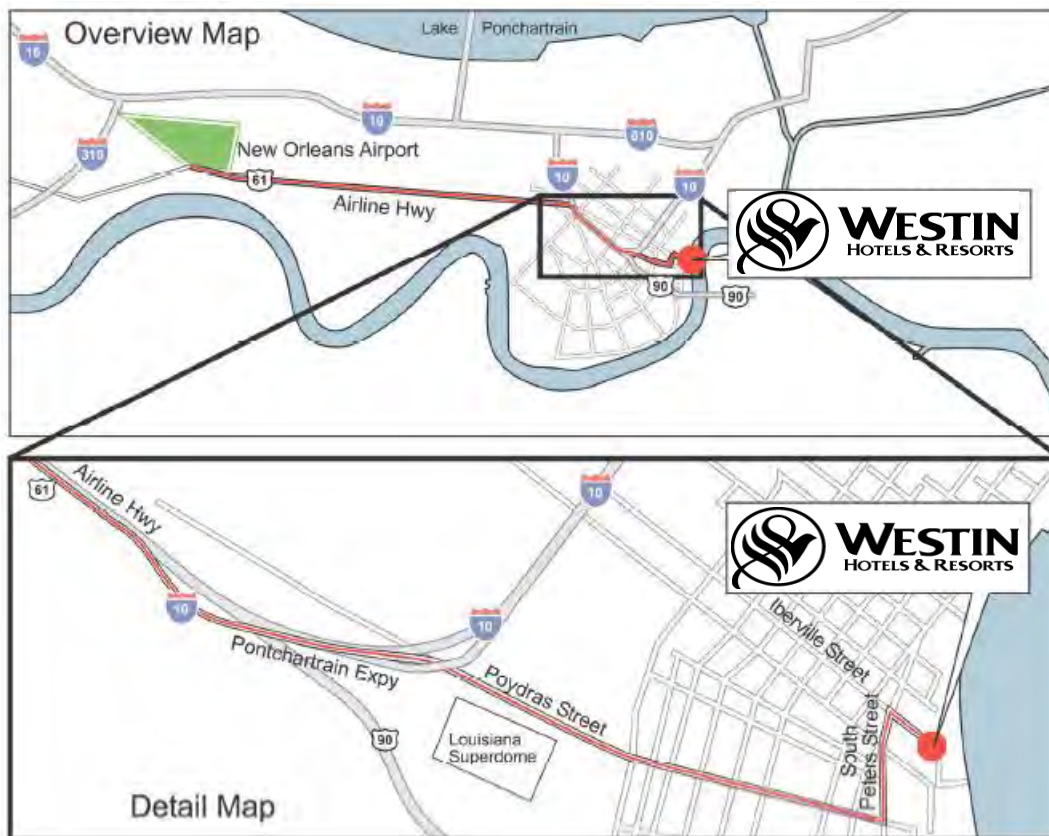 Overview Map
Lake Ponchartrain
10
310
New Orleans Airport
61
Airline Hwy
10
610
10
10
90
90
WESTIN
HOTELS & RESORTS
61
Airline Hwy
10
Pontchartrain Expy
90
10
10
Poydras Street
Louisiana
Superdome
Iberville Street
South
Peters Street
WESTIN
HOTELS & RESORTS
Detail Map